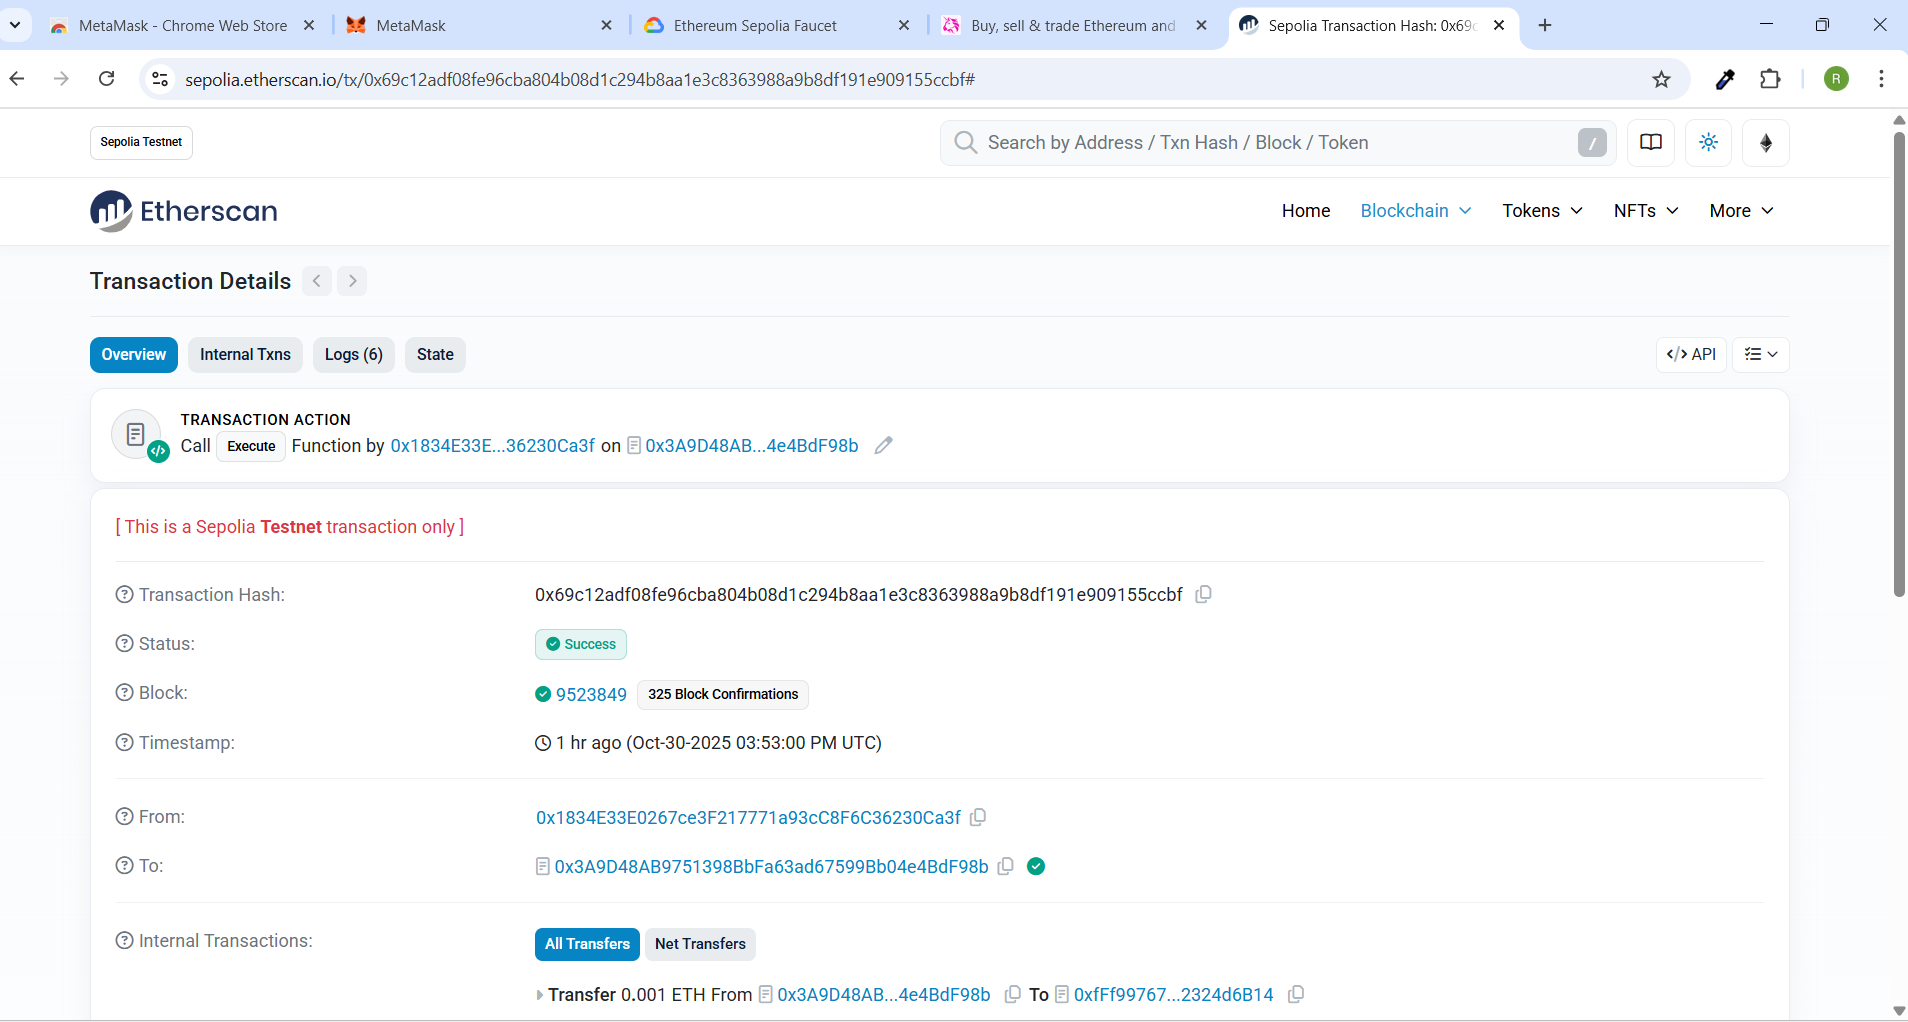 MetaMask - Chrome Web Store
MetaMask
Ethereum Sepolia Faucet
Buy, sell & trade Ethereum and
Sepolia Transaction Hash: 0x69c
sepolia.etherscan.io/tx/0x69c12adf08fe96cba804b08d1c294b8aa1e3c8363988a9b8df191e909155ccbf#
R
Sepolia Testnet
Search by Address / Txn Hash / Block / Token
/
Etherscan
Home
Blockchain
Tokens
NFTs
More
Transaction Details
Overview
Internal Txns
Logs (6)
State
</> API
TRANSACTION ACTION
Call Execute Function by 0x1834E33E...36230Ca3f on 0x3A9D48AB...4e4BdF98b
[ This is a Sepolia Testnet transaction only ]
Transaction Hash: 0x69c12adf08fe96cba804b08d1c294b8aa1e3c8363988a9b8df191e909155ccbf
Status: Success
Block: 9523849 325 Block Confirmations
Timestamp: 1 hr ago (Oct-30-2025 03:53:00 PM UTC)
From: 0x1834E33E0267ce3F217771a93cC8F6C36230Ca3f
To: 0x3A9D48AB9751398BbFa63ad67599Bb04e4BdF98b
Internal Transactions: All Transfers Net Transfers
Transfer 0.001 ETH From 0x3A9D48AB...4e4BdF98b To 0xfFf99767...2324d6B14